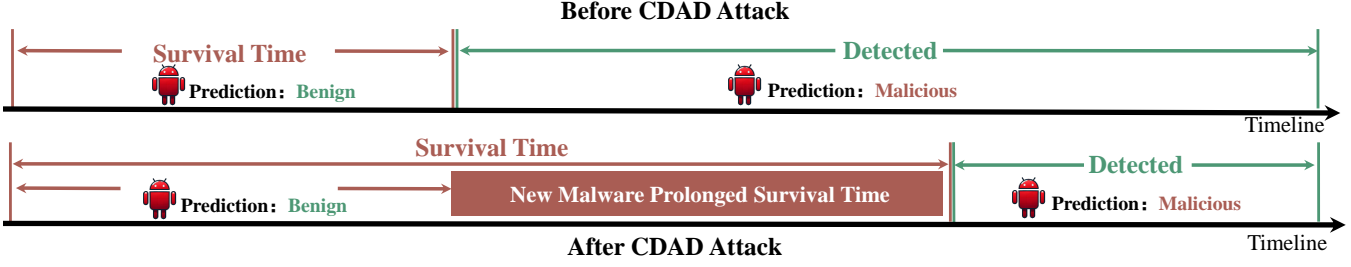 Before CDAD Attack
Survival Time
Detected
Prediction：Benign
Prediction：Malicious
Timeline
Survival Time
Detected
New Malware Prolonged Survival Time
Prediction：Benign
Prediction：Malicious
Timeline
After CDAD Attack